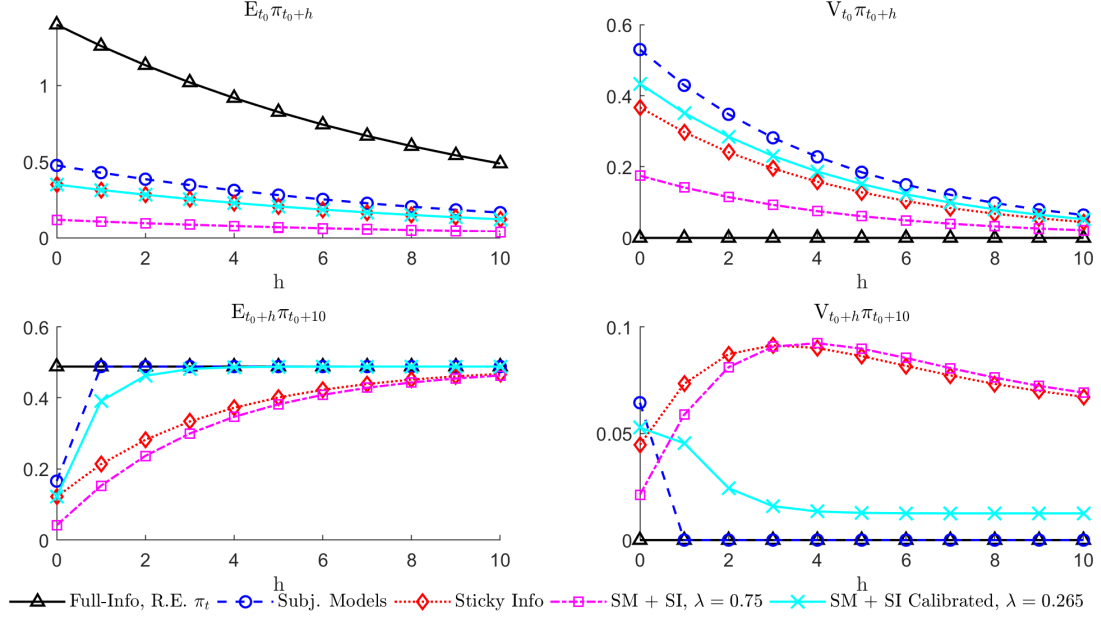 E_{t_0}π_{t_0+h}
V_{t_0}π_{t_0+h}
1
0.5
0
0 2 4 6 8 10
h
0.6
0.4
0.2
0
0 2 4 6 8 10
h
E_{t_0+h}π_{t_0+10}
V_{t_0+h}π_{t_0+10}
0.6
0.4
0.2
0
0 2 4 6 8 10
h
0.1
0.05
0
0 2 4 6 8 10
h
Full-Info, R.E. π_t Subj. Models Sticky Info SM + SI, λ = 0.75 SM + SI Calibrated, λ = 0.265